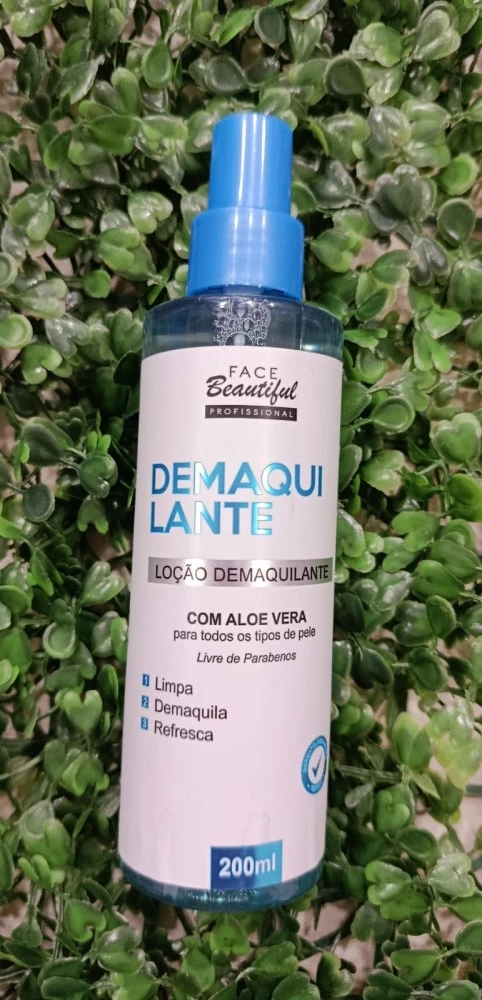 FACE
Beautiful
PROFISSIONAL
DEMAQUI
LANTE
LOÇÃO DEMAQUILANTE
COM ALOE VERA
para todos os tipos de pele
Livre de Parabenos
1 Limpa
2 Demaquila
3 Refresca
200ml